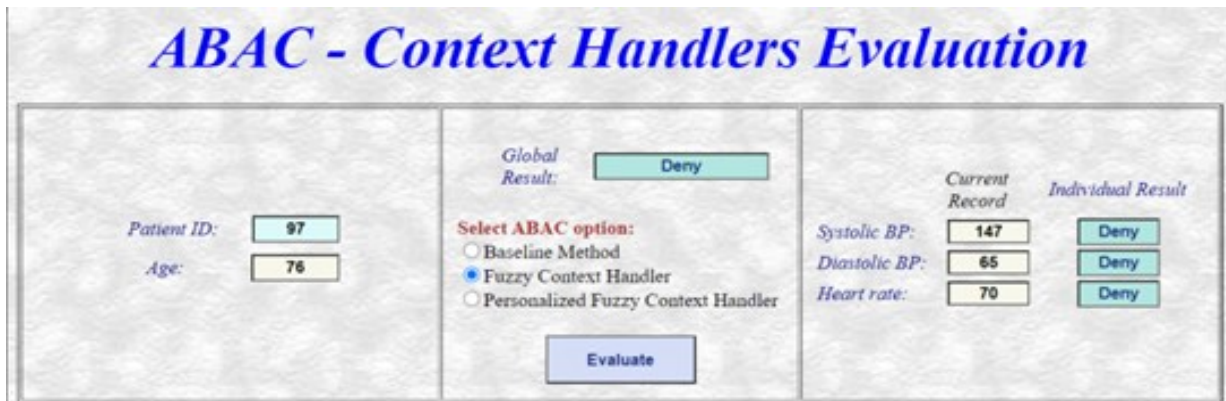 ABAC - Context Handlers Evaluation
Patient ID: 97
Age: 76
Global
Result: Deny
Select ABAC option:
Baseline Method
Fuzzy Context Handler
Personalized Fuzzy Context Handler
Evaluate
Current
Record Individual Result
Systolic BP: 147 Deny
Diastolic BP: 65 Deny
Heart rate: 70 Deny